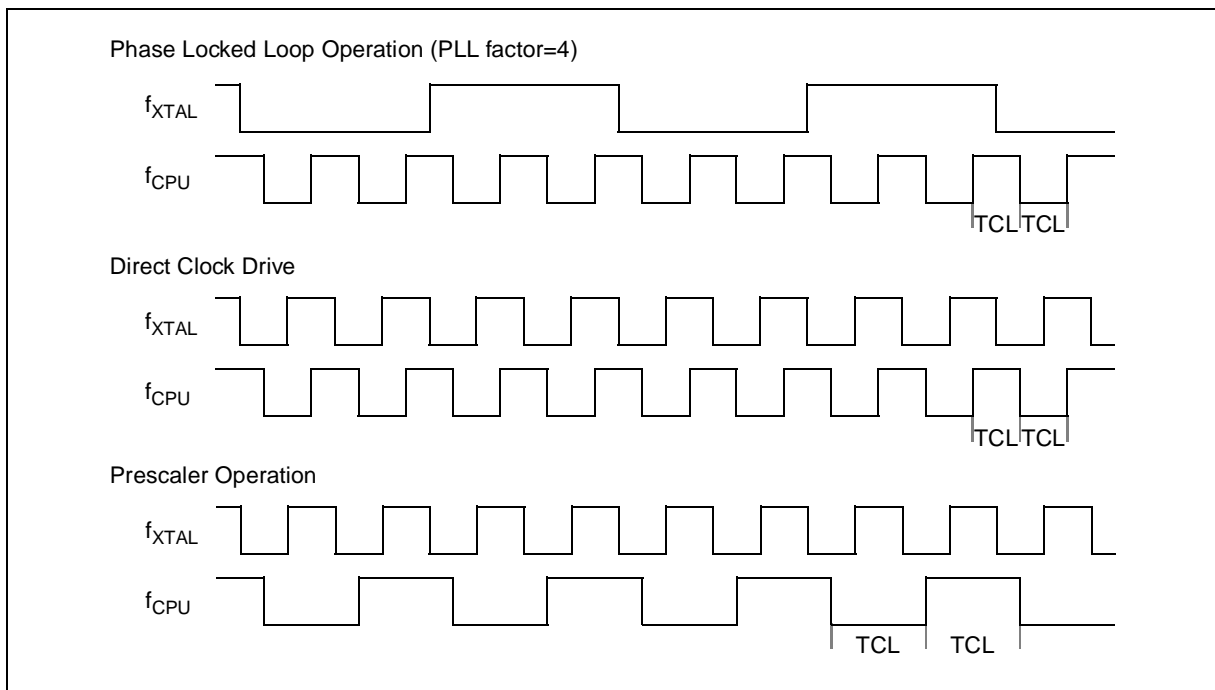 Phase Locked Loop Operation (PLL factor=4)
fXTAL
fCPU
TCL TCL
Direct Clock Drive
fXTAL
fCPU
TCL TCL
Prescaler Operation
fXTAL
fCPU
TCL TCL